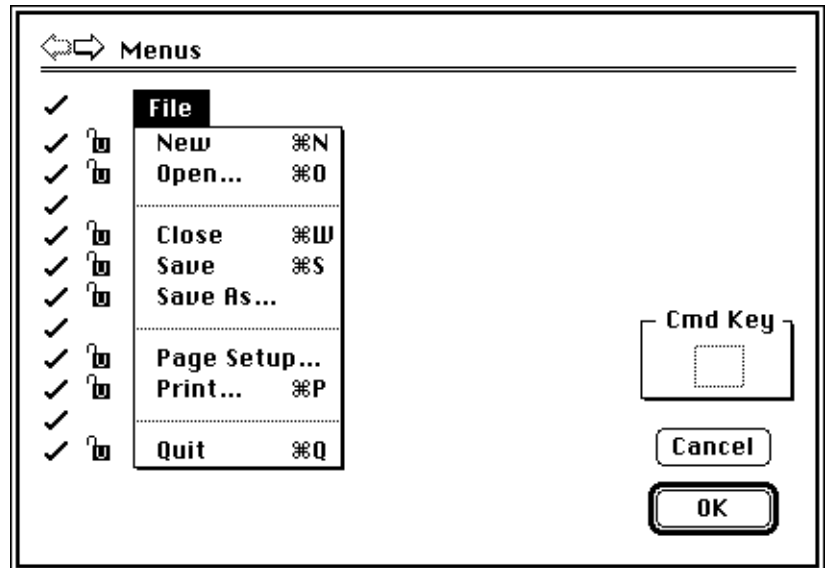 Menus
File
New ⌘N
Open... ⌘O
Close ⌘W
Save ⌘S
Save As...
Cmd Key
Page Setup...
Print... ⌘P
Cancel
Quit ⌘Q
OK